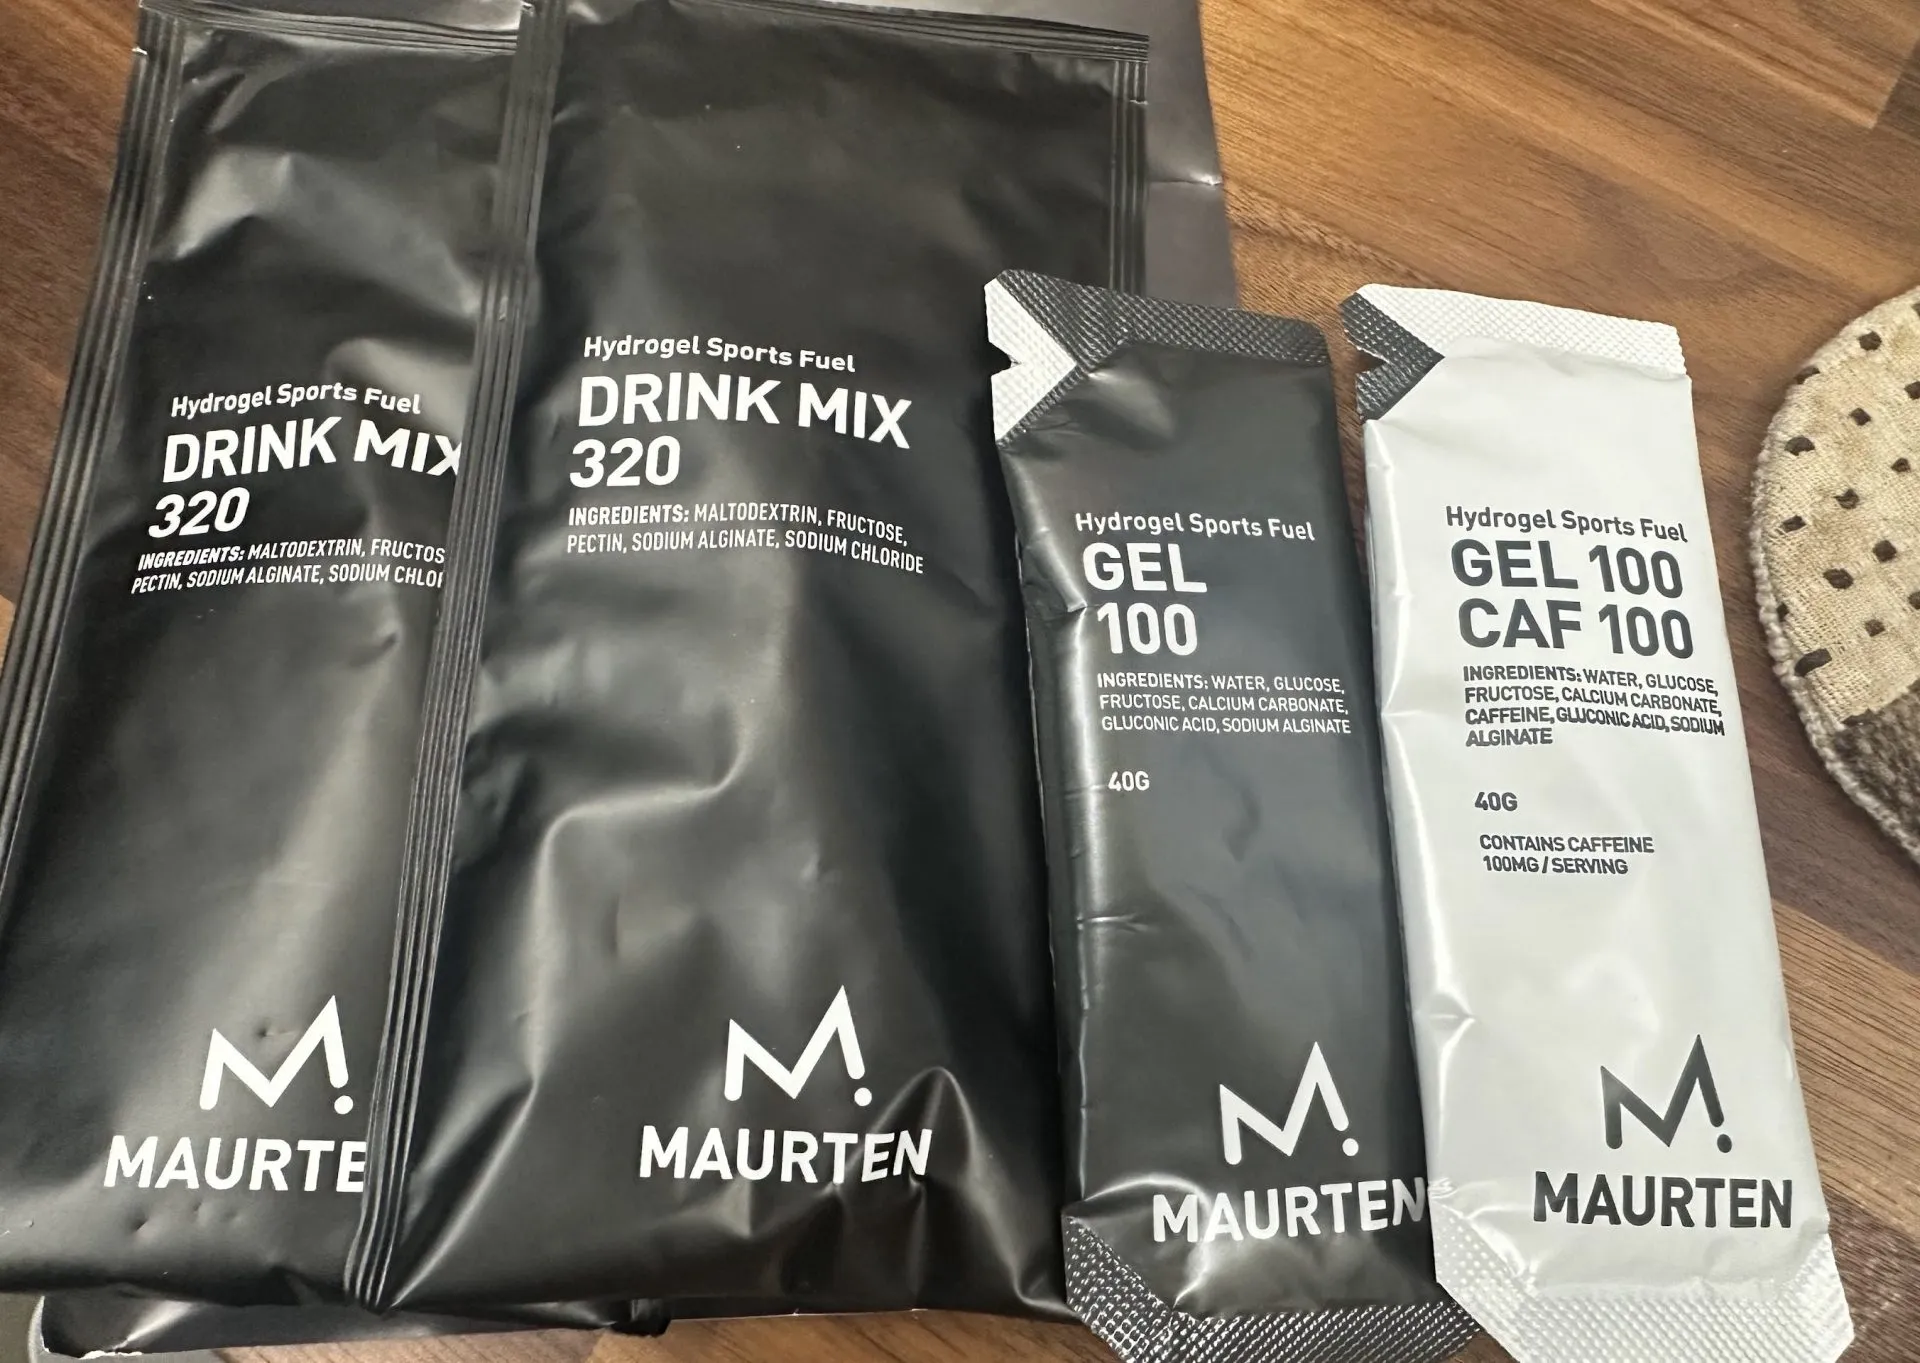 Hydrogel Sports Fuel
DRINK MIX
320
INGREDIENTS: MALTODEXTRIN, FRUCTOS
PECTIN, SODIUM ALGINATE, SODIUM CHLO
MAURTE
Hydrogel Sports Fuel
DRINK MIX
320
INGREDIENTS: MALTODEXTRIN, FRUCTOSE,
PECTIN, SODIUM ALGINATE, SODIUM CHLORIDE
MAURTEN
Hydrogel Sports Fuel
GEL
100
INGREDIENTS: WATER, GLUCOSE,
FRUCTOSE, CALCIUM CARBONATE,
GLUCONIC ACID, SODIUM ALGINATE
40G
MAURTEN
Hydrogel Sports Fuel
GEL 100
CAF 100
INGREDIENTS: WATER, GLUCOSE,
FRUCTOSE, CALCIUM CARBONATE,
CAFFEINE, GLUCONIC ACID, SODIUM
ALGINATE
40G
CONTAINS CAFFEINE
100MG / SERVING
MAURTEN